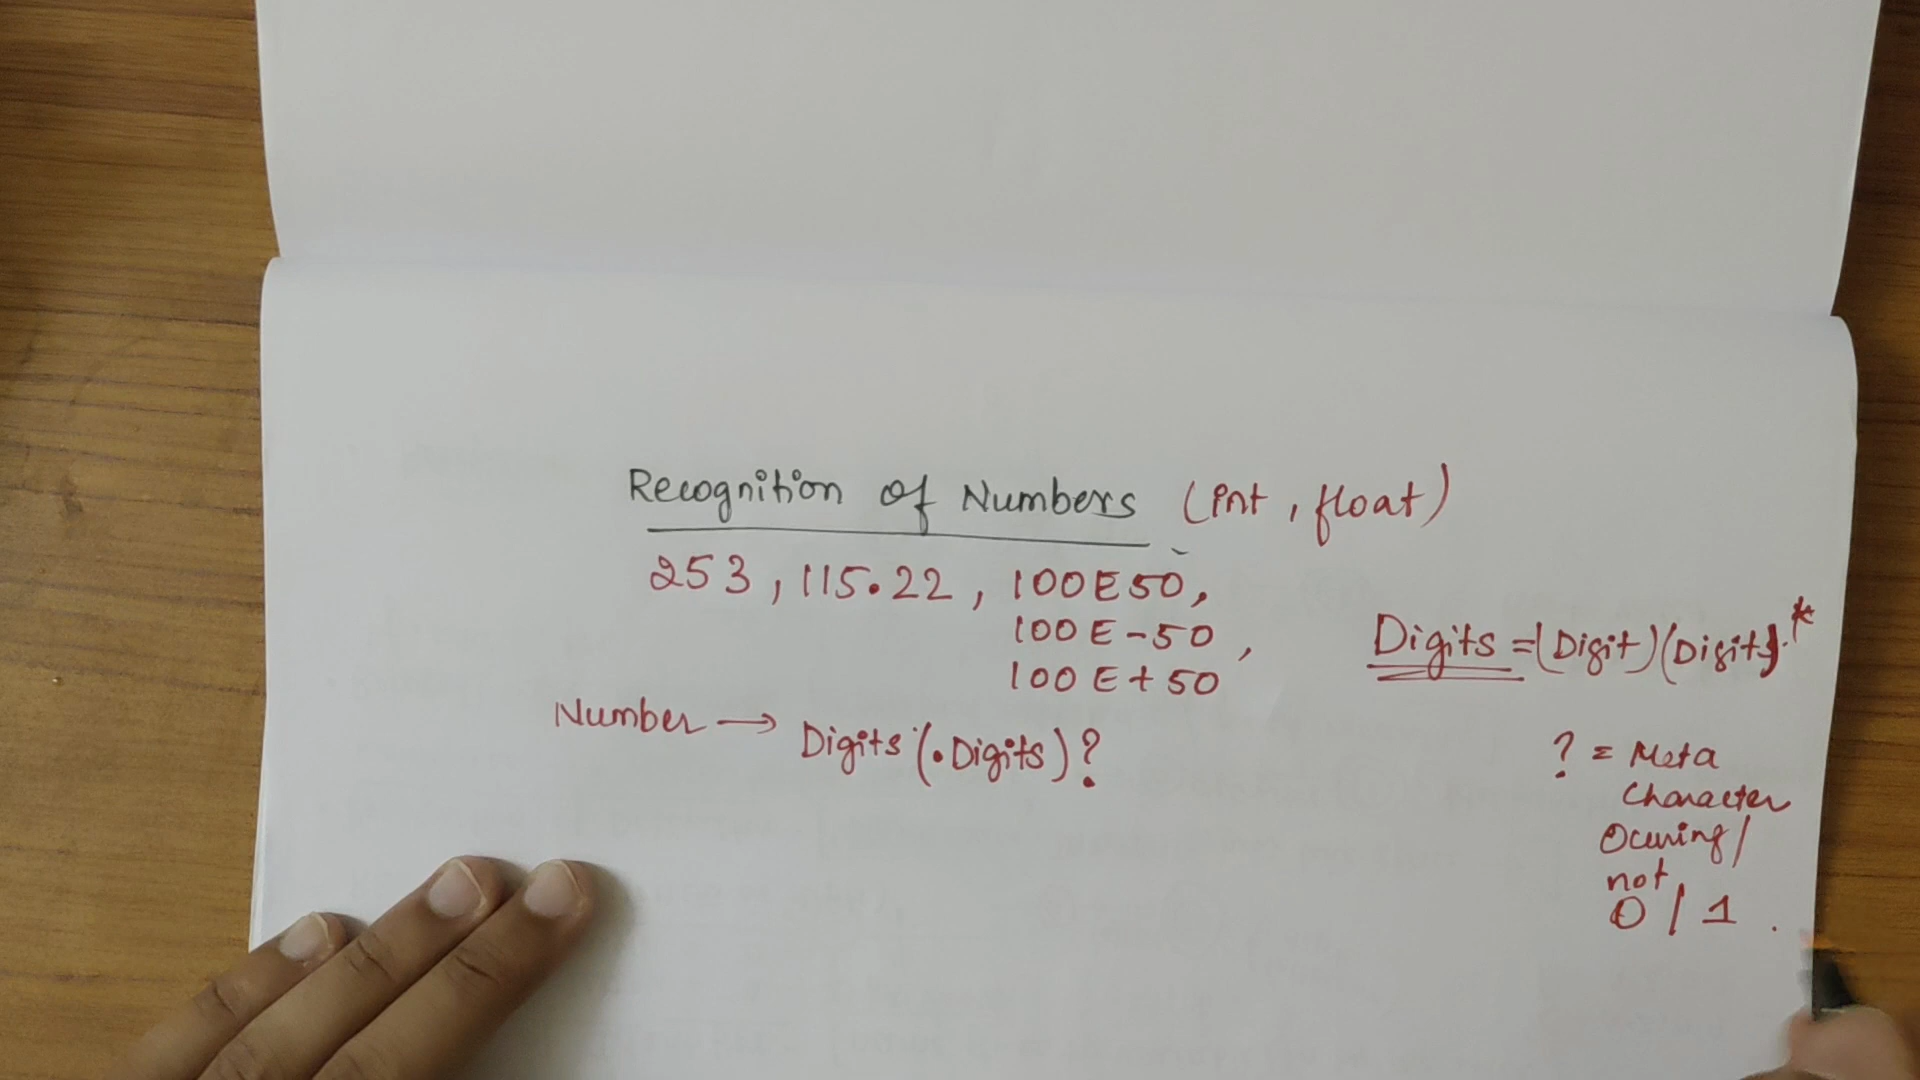 Recognition of Numbers (int, float)
253, 115.22, 100E50,
100E-50,
100E+50
Digits = (Digit)(Digit)*
Number → Digits (.Digits)?
? = Meta
Character
Ocuring/
not
0/1.